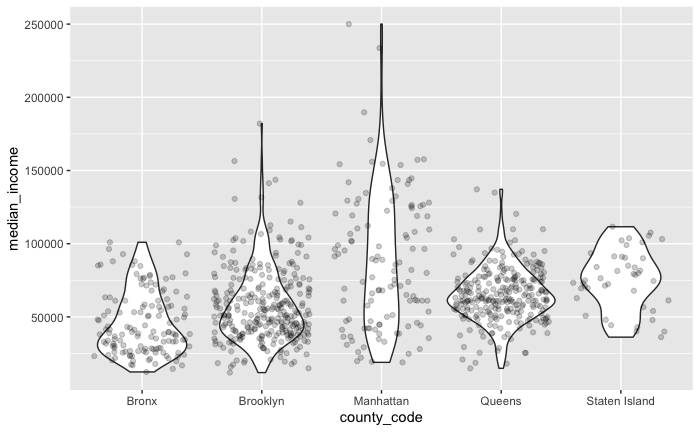 250000
200000
150000
100000
50000
median_income
Bronx
Brooklyn
Manhattan
Queens
Staten Island
county_code